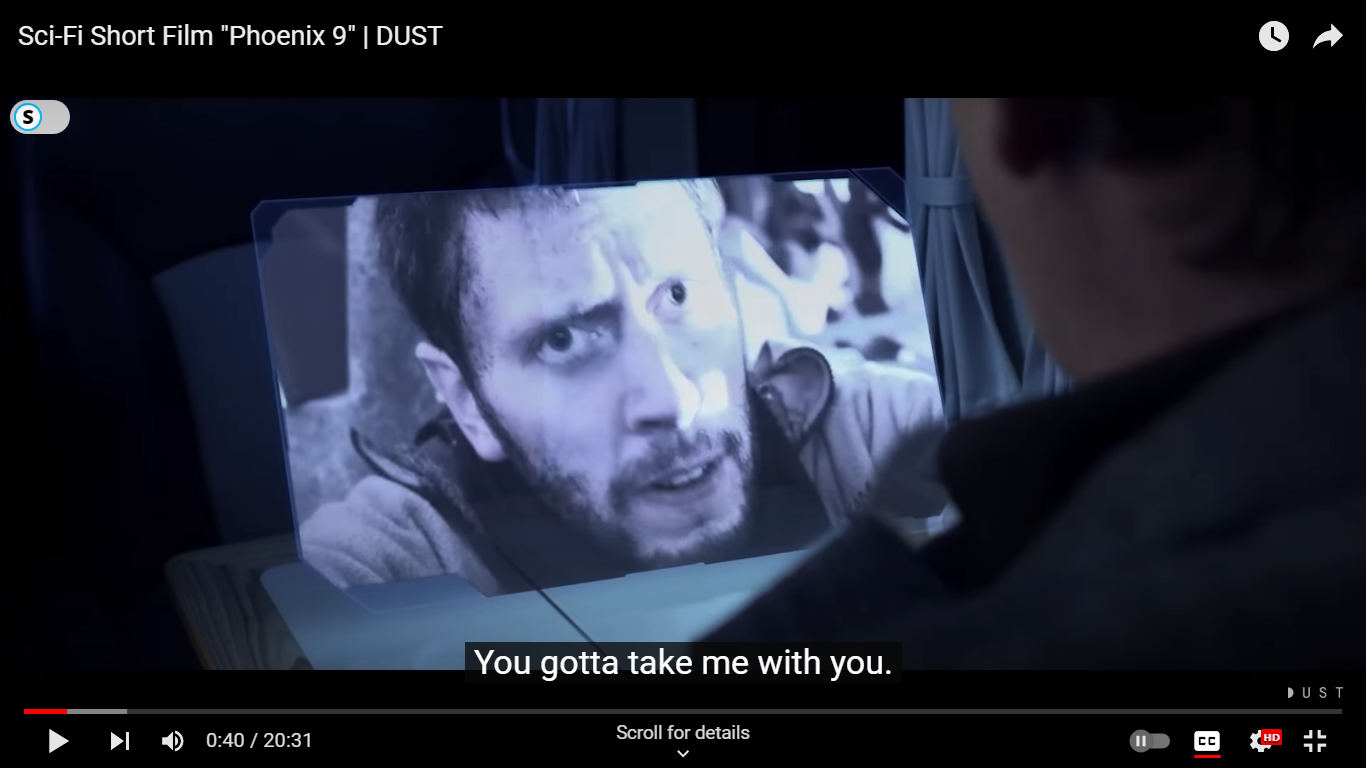 Sci-Fi Short Film "Phoenix 9" | DUST
S
You gotta take me with you.
DUST
0:40 / 20:31
Scroll for details
CC
HD